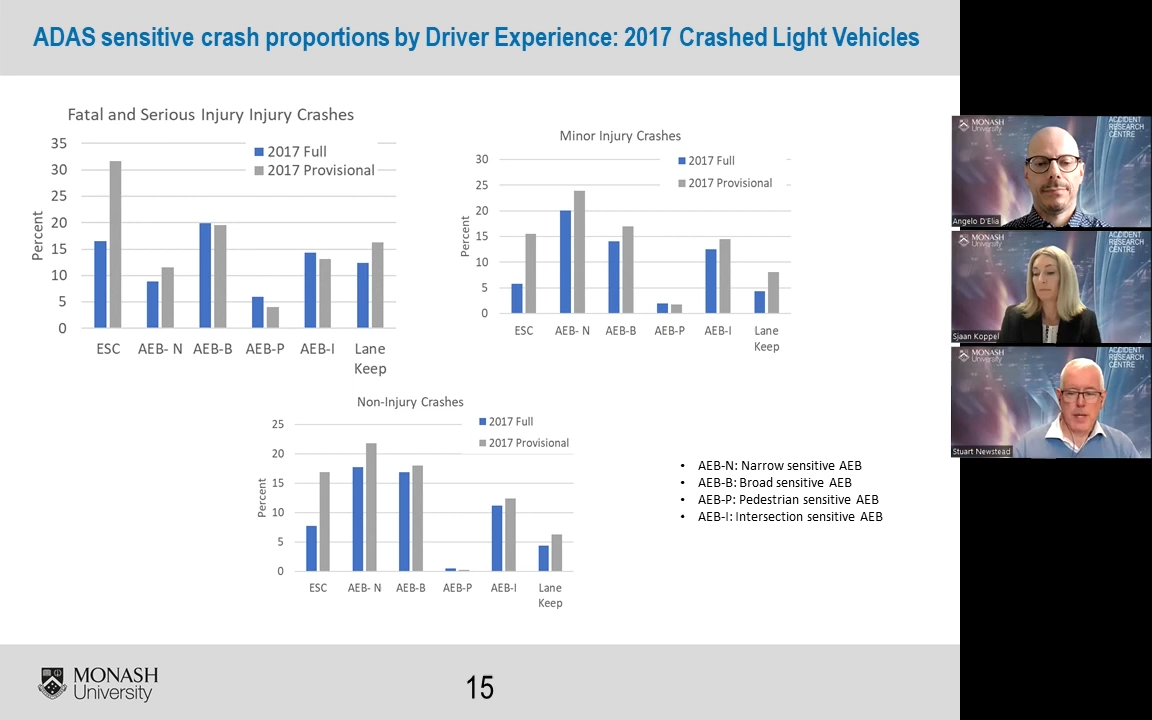 ADAS sensitive crash proportions by Driver Experience: 2017 Crashed Light Vehicles
Fatal and Serious Injury Injury Crashes
35
30
25
20
15
10
5
0
Percent
2017 Full
2017 Provisional
ESC AEB- N AEB-B AEB-P AEB-I Lane Keep
Minor Injury Crashes
30
25
20
15
10
5
0
Percent
2017 Full
2017 Provisional
ESC AEB- N AEB-B AEB-P AEB-I Lane Keep
Non-Injury Crashes
25
20
15
10
5
0
Percent
2017 Full
2017 Provisional
ESC AEB- N AEB-B AEB-P AEB-I Lane Keep
• AEB-N: Narrow sensitive AEB
• AEB-B: Broad sensitive AEB
• AEB-P: Pedestrian sensitive AEB
• AEB-I: Intersection sensitive AEB
MONASH
University
15
MONASH
University
ACCIDENT
RESEARCH
CENTRE
Angelo D'Elia
MONASH
University
ACCIDENT
RESEARCH
CENTRE
Sjaan Koppel
MONASH
University
ACCIDENT
RESEARCH
CENTRE
Stuart Newstead